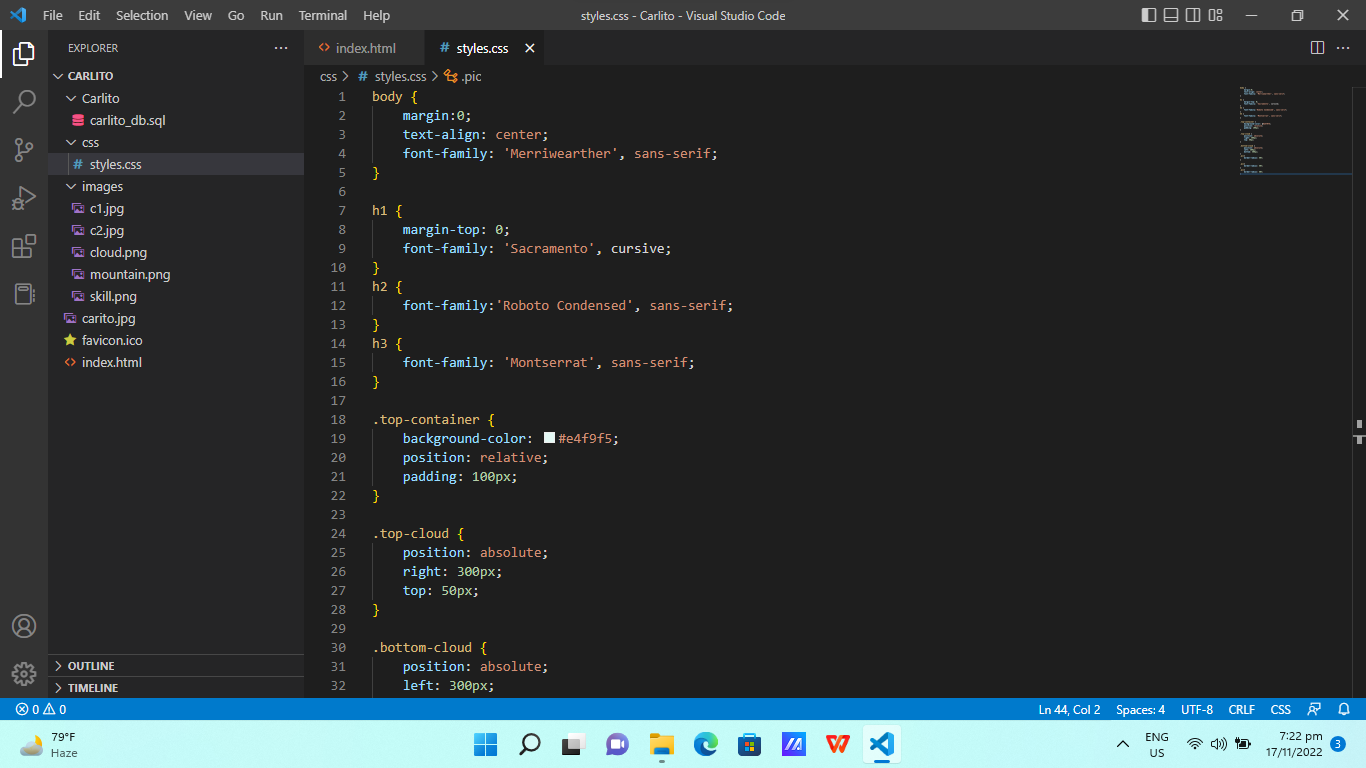 File Edit Selection View Go Run Terminal Help
styles.css - Carlito - Visual Studio Code
EXPLORER
CARLITO
Carlito
carlito_db.sql
css
styles.css
images
c1.jpg
c2.jpg
cloud.png
mountain.png
skill.png
carito.jpg
favicon.ico
index.html
OUTLINE
TIMELINE
index.html
# styles.css
css > # styles.css > .pic
1 body {
2 margin:0;
3 text-align: center;
4 font-family: 'Merriwearther', sans-serif;
5 }
6
7 h1 {
8 margin-top: 0;
9 font-family: 'Sacramento', cursive;
10 }
11 h2 {
12 font-family:'Roboto Condensed', sans-serif;
13 }
14 h3 {
15 font-family: 'Montserrat', sans-serif;
16 }
17
18 .top-container {
19 background-color: #e4f9f5;
20 position: relative;
21 padding: 100px;
22 }
23
24 .top-cloud {
25 position: absolute;
26 right: 300px;
27 top: 50px;
28 }
29
30 .bottom-cloud {
31 position: absolute;
32 left: 300px;
0 0
Ln 44, Col 2 Spaces: 4 UTF-8 CRLF CSS
79°F
Haze
ENG
US
7:22 pm
17/11/2022
3